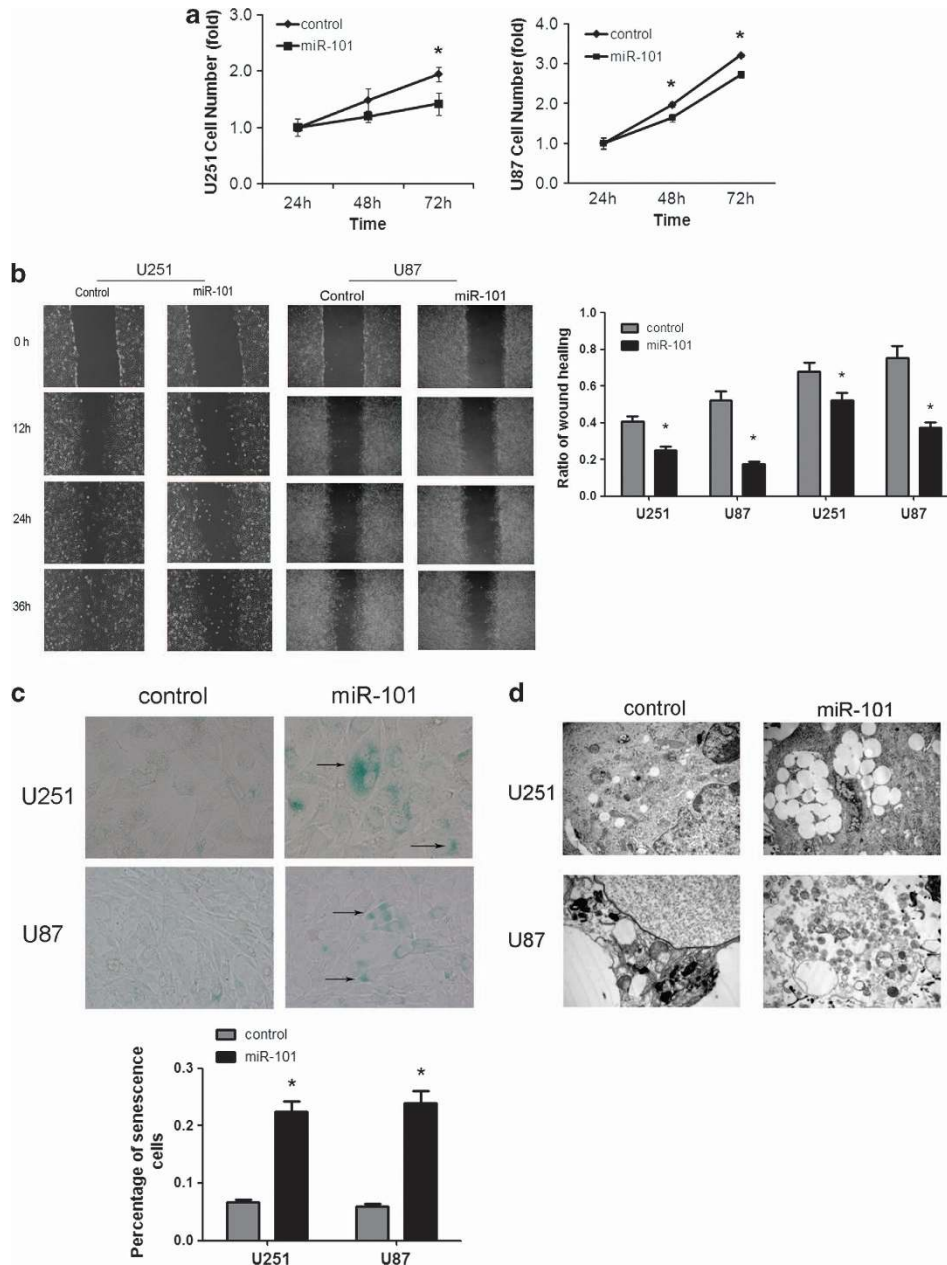 a
control
miR-101
*
U251 Cell Number (fold)
3.0
2.0
1.0
0.0
24h 48h 72h
Time
control
miR-101
*
*
U87 Cell Number (fold)
4.0
3.0
2.0
1.0
0.0
24h 48h 72h
Time
b
U251 U87
Control miR-101 Control miR-101
0 h
12h
24h
36h
control
miR-101
Ratio of wound healing
1.0
0.8
0.6
0.4
0.2
0.0
* * * *
U251 U87 U251 U87
c
control miR-101
U251
U87
control
miR-101
Percentage of senescence
cells
0.3
0.2
0.1
0.0
* *
U251 U87
d
control miR-101
U251
U87